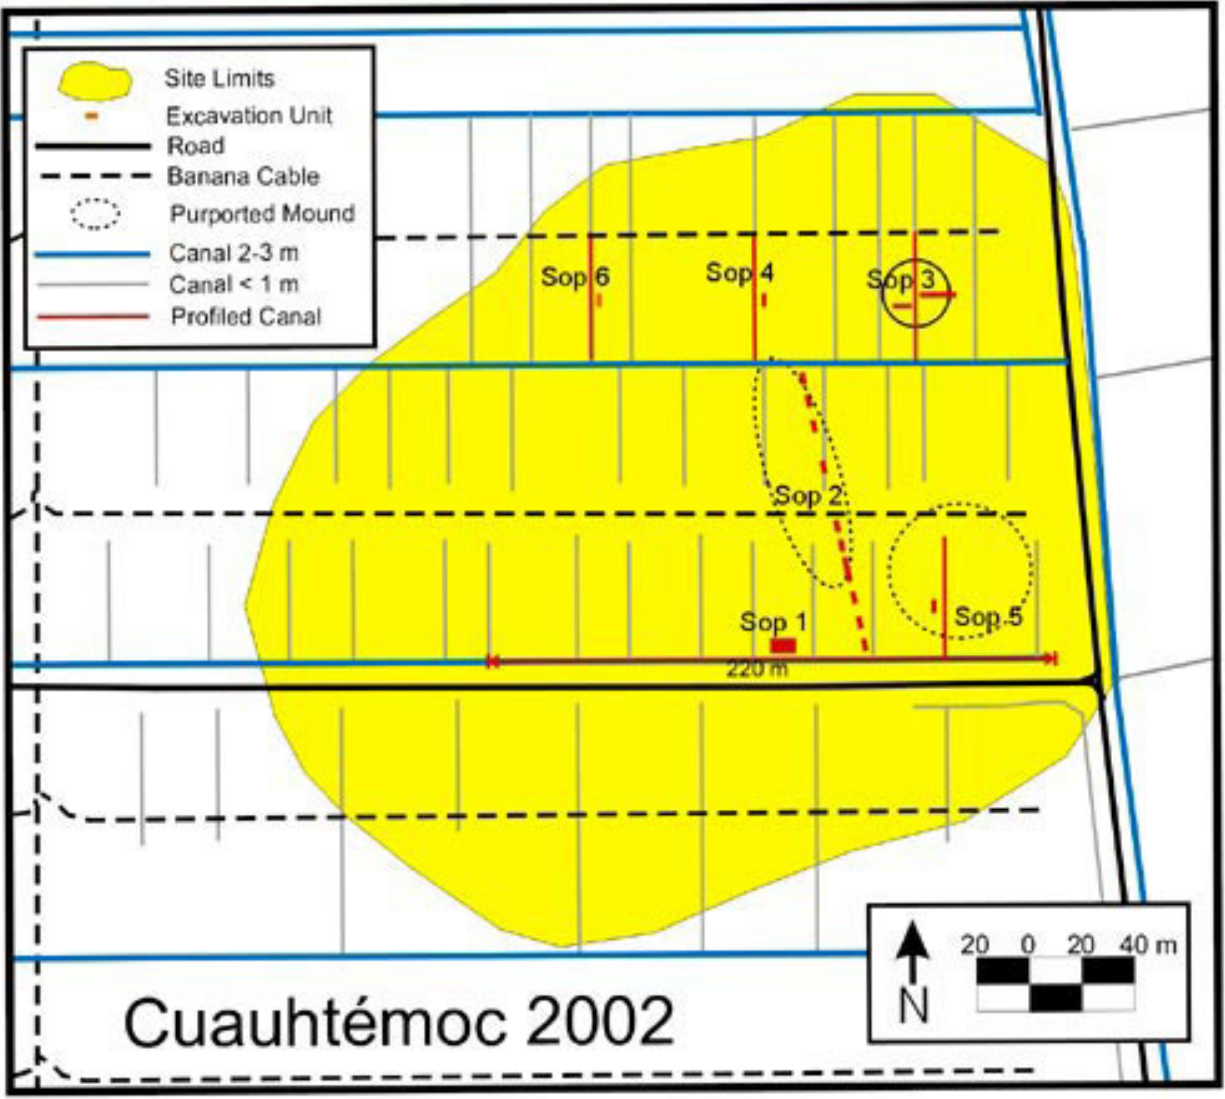 Site Limits
Excavation Unit
Road
Banana Cable
Purported Mound
Canal 2-3 m
Canal < 1 m
Profiled Canal
Sop 6
Sop 4
Sop 3
Sop 2
Sop 1
Sop 5
220 m
20 0 20 40 m
N
Cuauhtémoc 2002